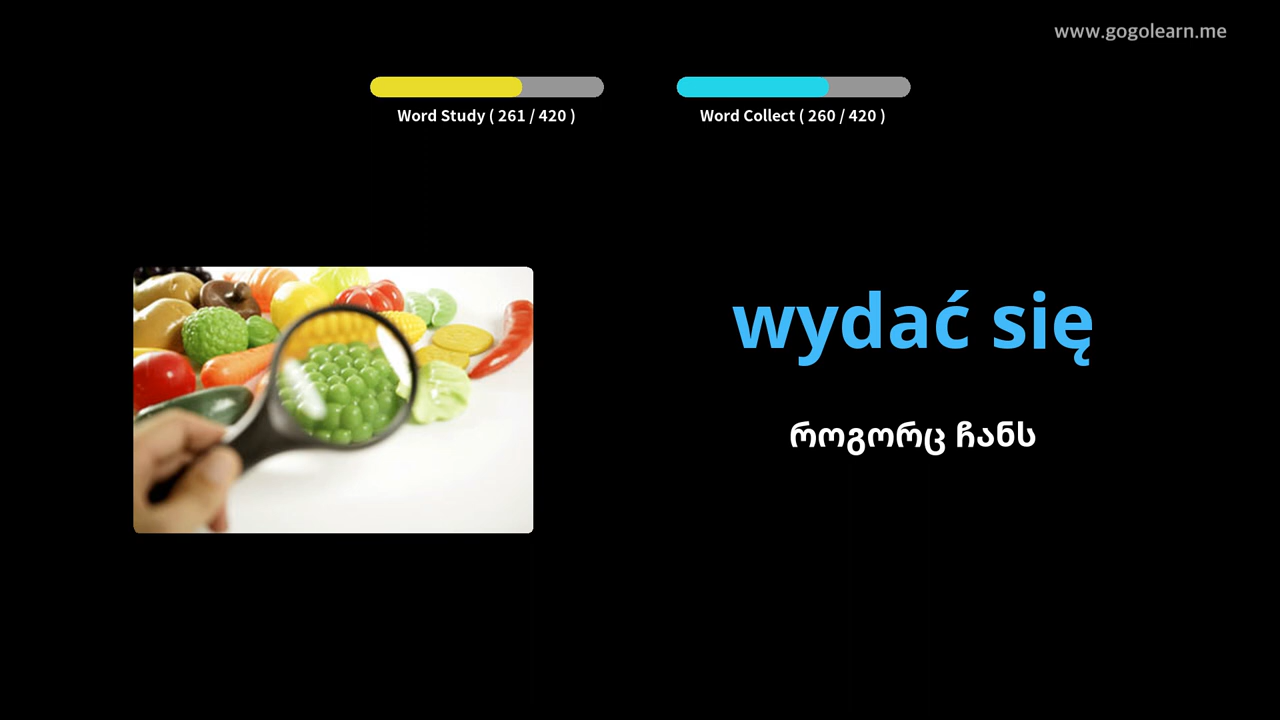 www.gogolearn.me
Word Study ( 261 / 420 )
Word Collect ( 260 / 420 )
wydać się
როგორც ჩანს